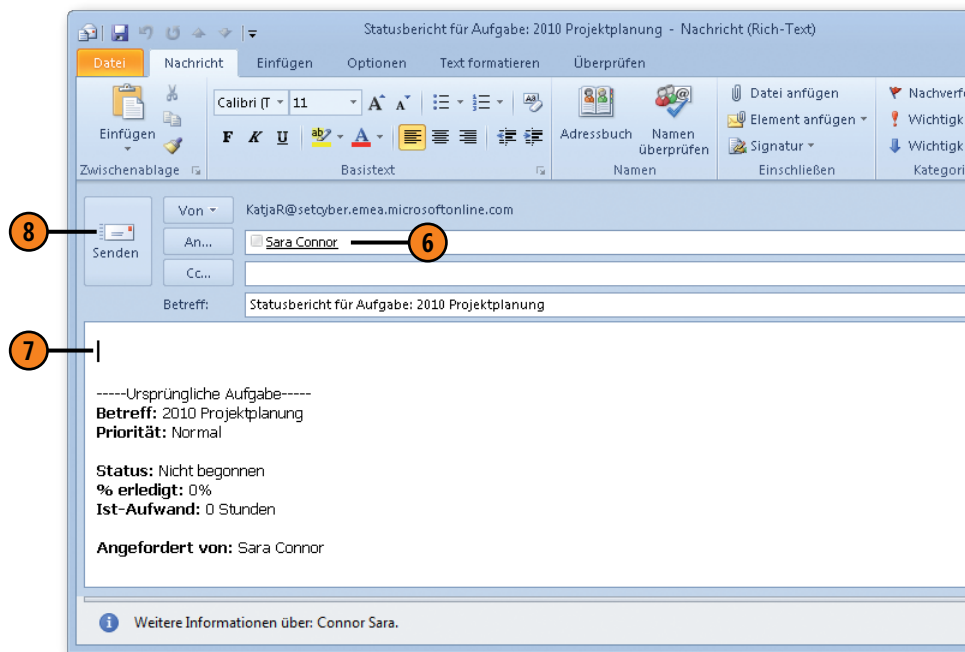 Statusbericht für Aufgabe: 2010 Projektplanung - Nachricht (Rich-Text)
Datei Nachricht Einfügen Optionen Text formatieren Überprüfen
Einfügen
Zwischenablage
Calibri (T 11
F K U
Basistext
Adressbuch
Namen überprüfen
Namen
Datei anfügen
Element anfügen
Signatur
Einschließen
Nachverf
Wichtigk
Wichtigk
Kategori
8
Senden
Von KatjaR@setcyber.emea.microsoftonline.com
An... Sara Connor 6
Cc...
Betreff: Statusbericht für Aufgabe: 2010 Projektplanung
7
-----Ursprüngliche Aufgabe-----
Betreff: 2010 Projektplanung
Priorität: Normal
Status: Nicht begonnen
% erledigt: 0%
Ist-Aufwand: 0 Stunden
Angefordert von: Sara Connor
Weitere Informationen über: Connor Sara.